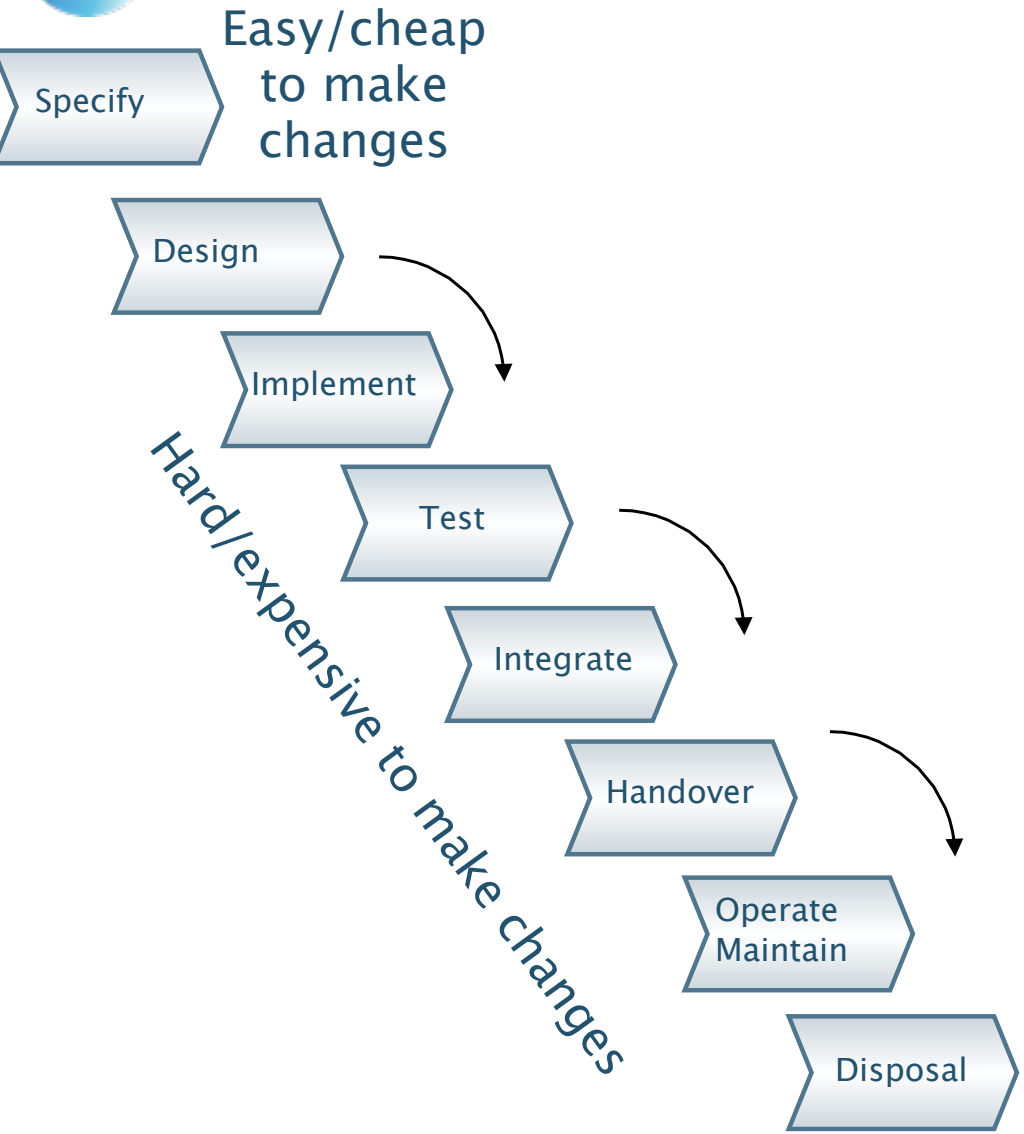 Easy/cheap
to make
changes
Specify
Design
Implement
Hard/expensive to make changes
Test
Integrate
Handover
Operate
Maintain
Disposal